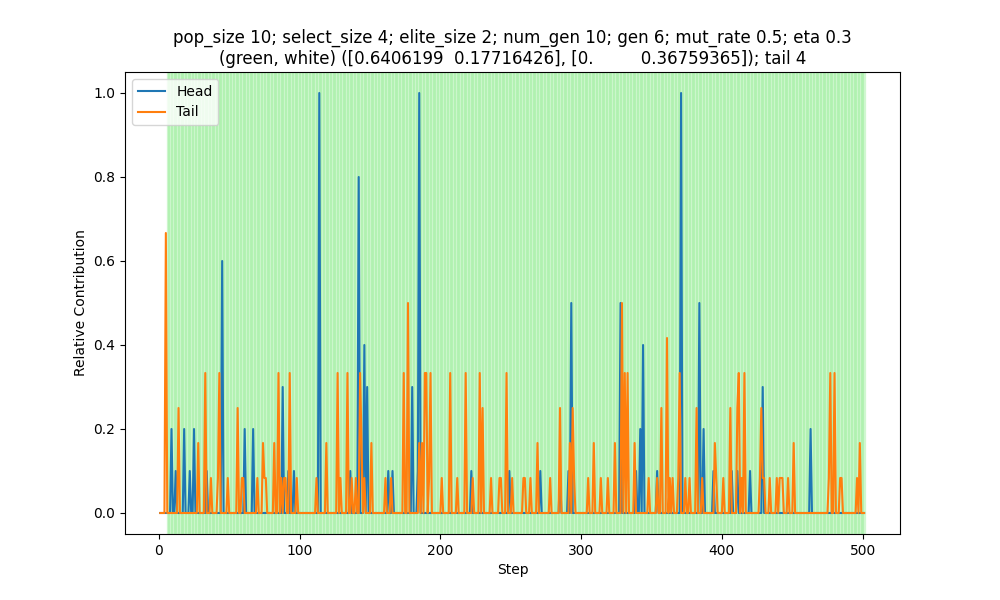 pop_size 10; select_size 4; elite_size 2; num_gen 10; gen 6; mut_rate 0.5; eta 0.3
(green, white) ([0.6406199  0.17716426], [0.         0.36759365]); tail 4
Head
Tail
1.0
0.8
0.6
0.4
0.2
0.0
Relative Contribution
0
100
200
300
400
500
Step